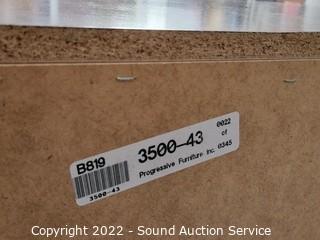 B819
3500-43
3500-43
Progressive Furniture Inc.
0022
of
0345
Copyright 2022 - Sound Auction Service